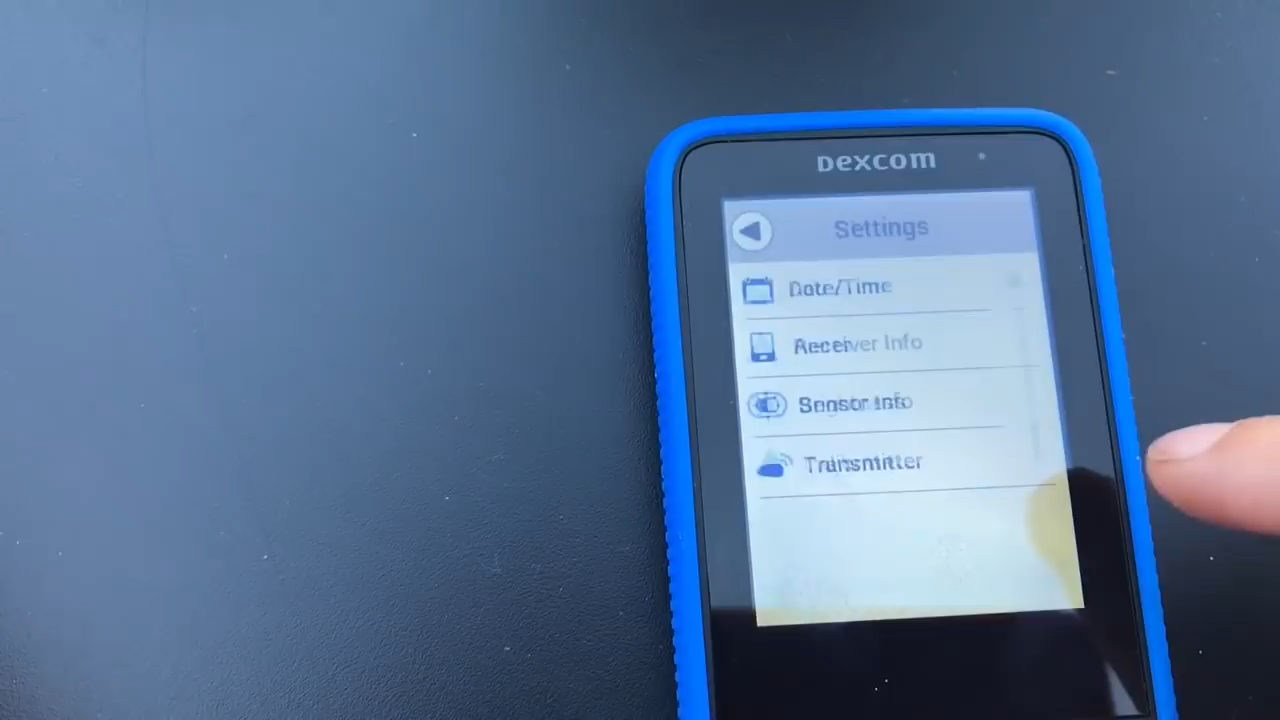 Dexcom
Settings
Date/Time
Receiver Info
Sensor Info
Transmitter